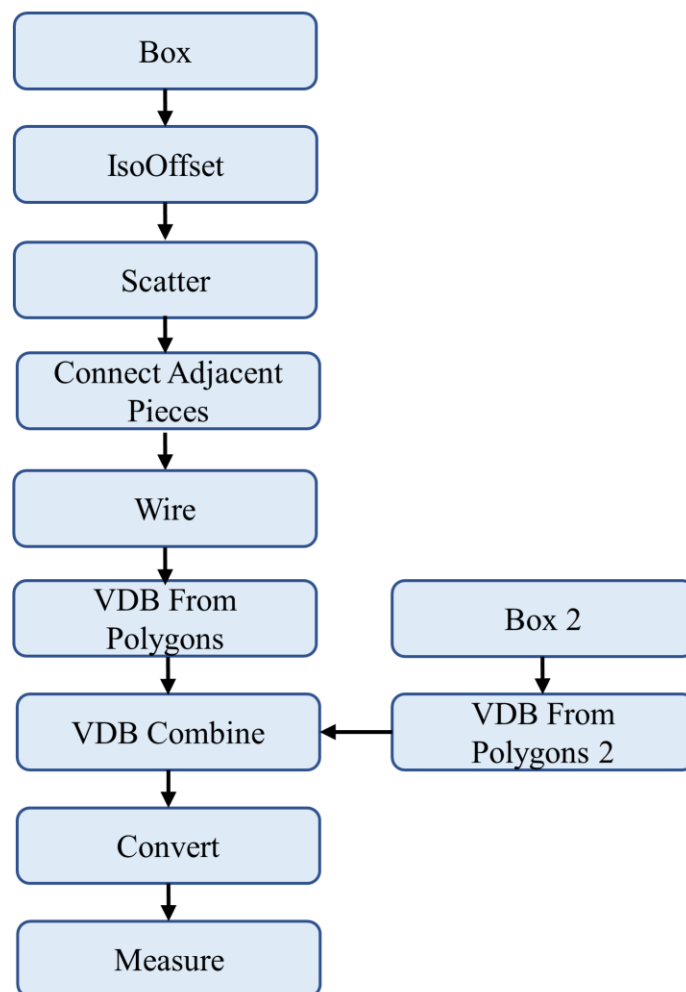 Box
IsoOffset
Scatter
Connect Adjacent
Pieces
Wire
VDB From
Polygons
Box 2
VDB Combine
VDB From
Polygons 2
Convert
Measure